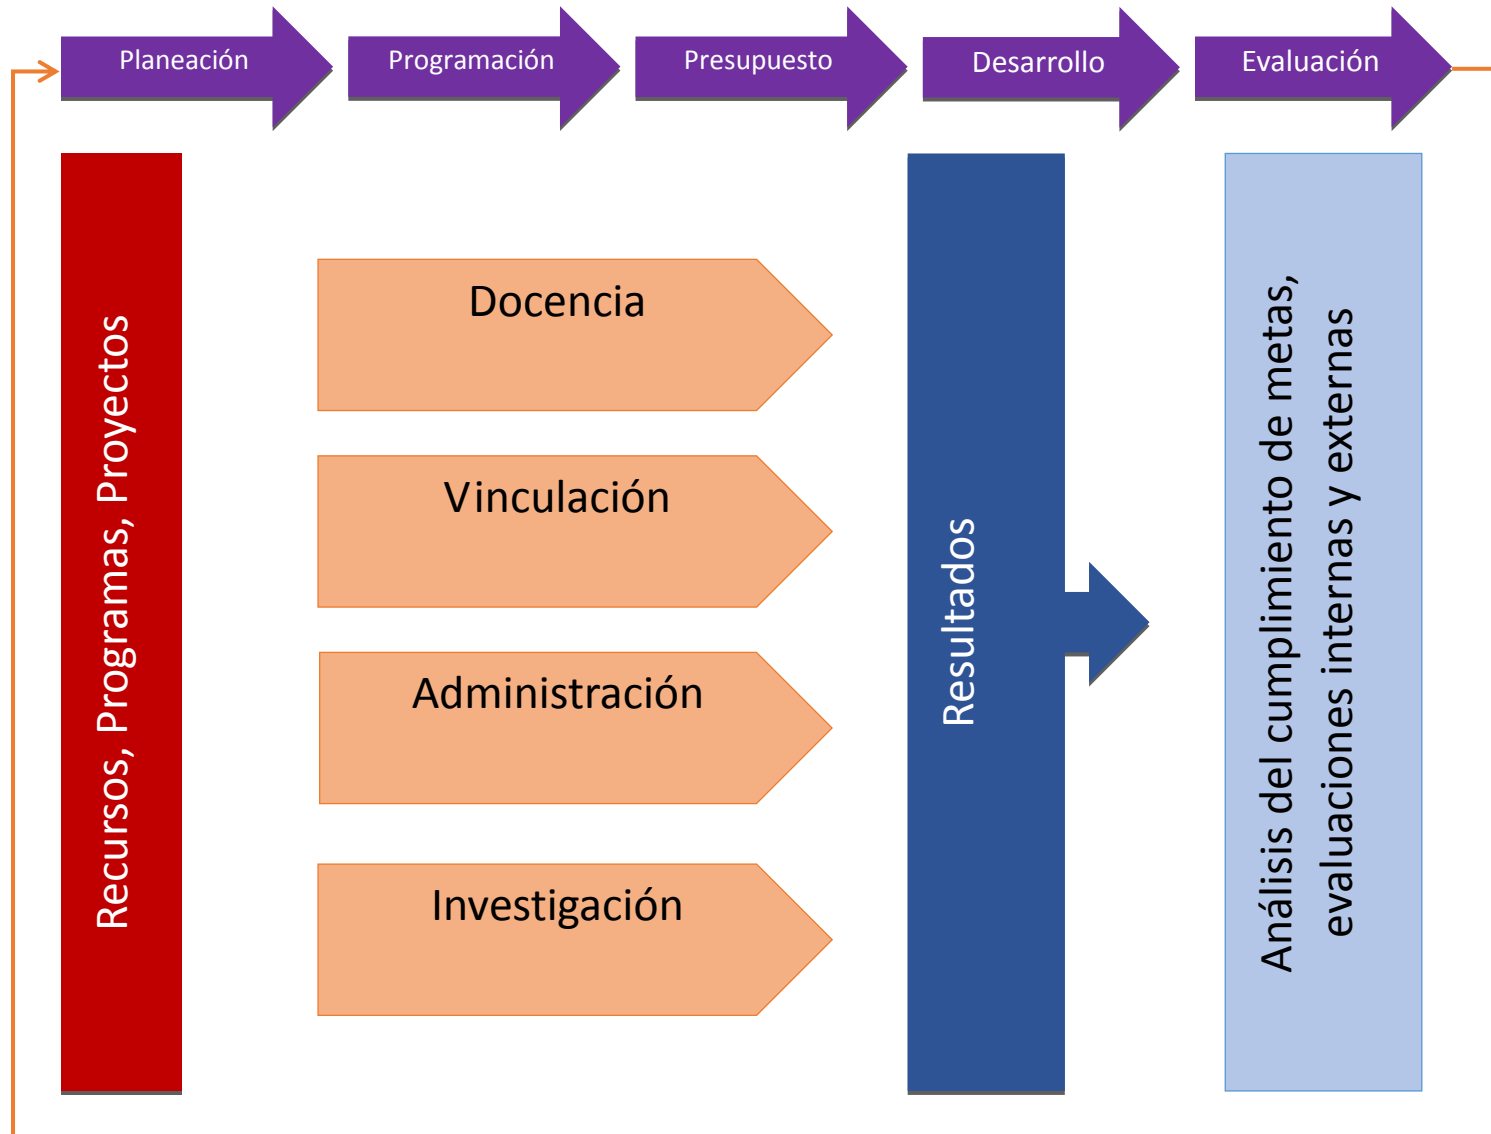 Planeación
Programación
Presupuesto
Desarrollo
Evaluación
Recursos, Programas, Proyectos
Docencia
Vinculación
Administración
Investigación
Resultados
Análisis del cumplimiento de metas,
evaluaciones internas y externas